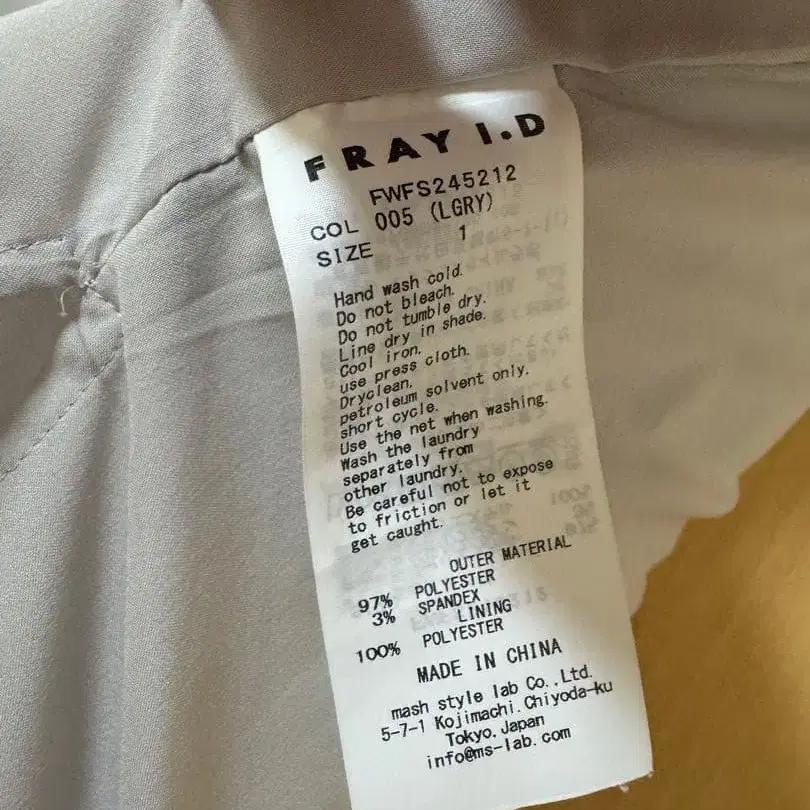 FRAY I.D
FWFS245212
COL 005 (LGRY)
SIZE 1
Hand wash cold.
Do not bleach.
Do not tumble dry.
Line dry in shade.
Cool iron.
use press cloth.
Dryclean.
petroleum solvent only.
short cycle.
Use the net when washing.
Wash the laundry
separately from
other laundry.
Be careful not to expose
to friction or let it
get caught.
OUTER MATERIAL
97% POLYESTER
3% SPANDEX
LINING
100% POLYESTER
MADE IN CHINA
mash style lab Co.,Ltd.
5-7-1 Kojimachi.Chiyoda-ku
Tokyo.Japan
info@ms-lab.com